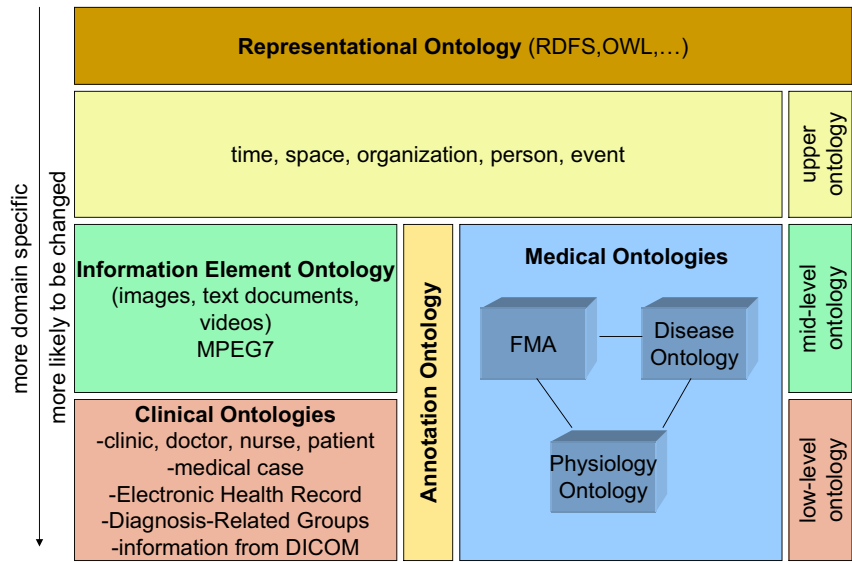 Representational Ontology (RDFS,OWL,…)
time, space, organization, person, event
upper
ontology
more domain specific
more likely to be changed
Information Element Ontology
(images, text documents,
videos)
MPEG7
Annotation Ontology
Medical Ontologies
FMA
Disease
Ontology
Physiology
Ontology
mid-level
ontology
Clinical Ontologies
-clinic, doctor, nurse, patient
-medical case
-Electronic Health Record
-Diagnosis-Related Groups
-information from DICOM
low-level
ontology